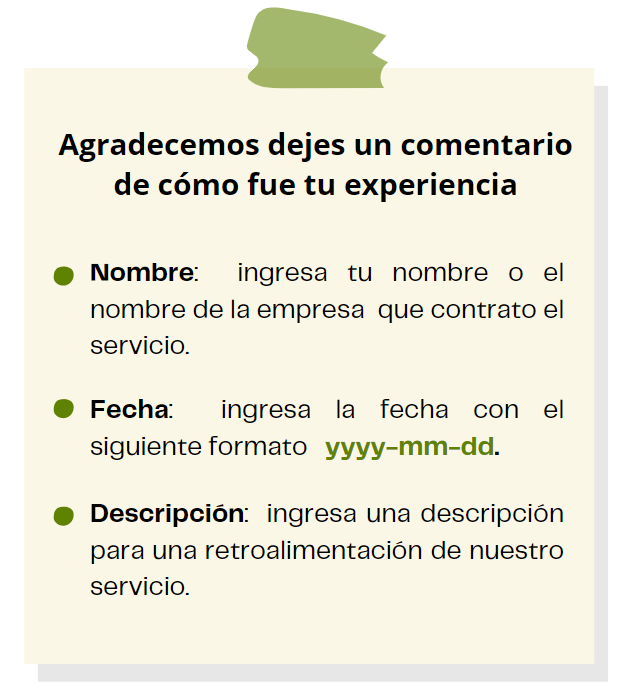 Agradecemos dejes un comentario
de cómo fue tu experiencia
Nombre: ingresa tu nombre o el
nombre de la empresa que contrato el
servicio.
Fecha: ingresa la fecha con el
siguiente formato yyyy-mm-dd.
Descripción: ingresa una descripción
para una retroalimentación de nuestro
servicio.